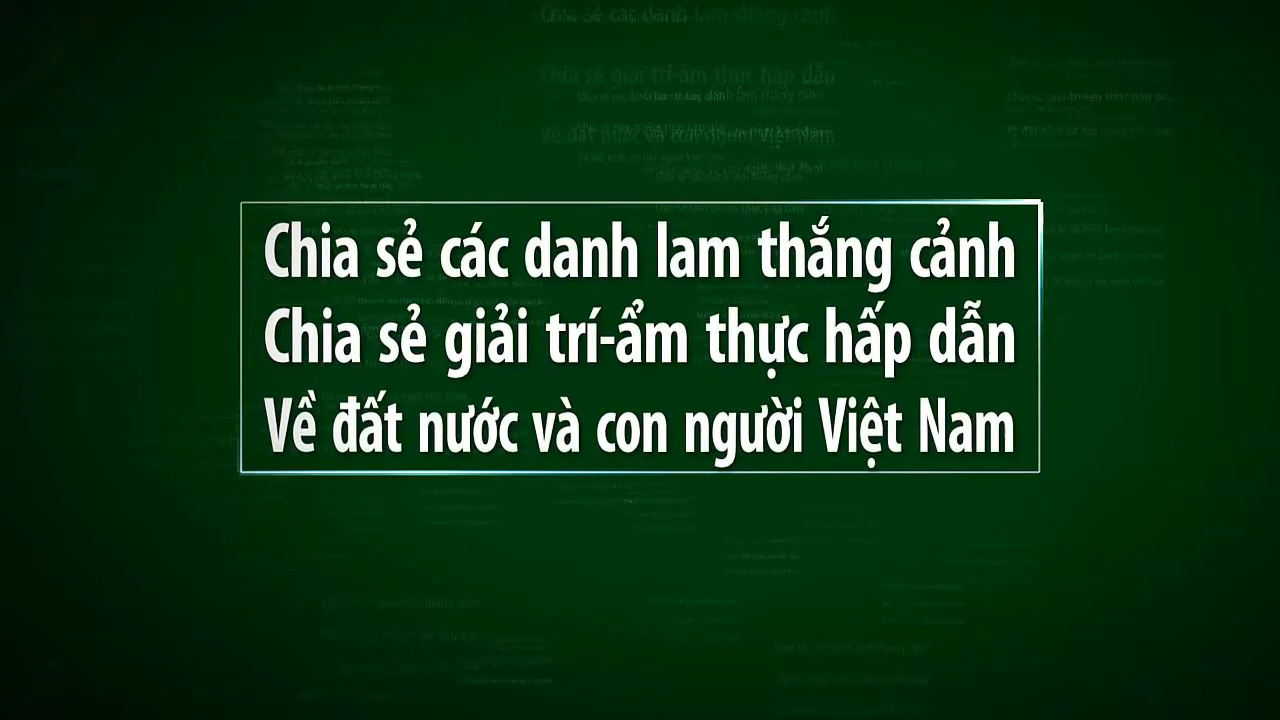 Chia sẻ các danh lam thắng cảnh
Chia sẻ giải trí-ẩm thực hấp dẫn
Về đất nước và con người Việt Nam